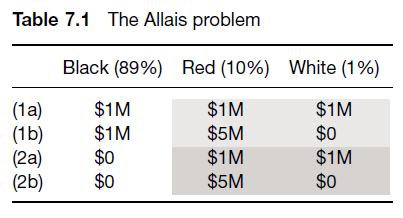 Table 7.1 The Allais problem
Black (89%) Red (10%) White (1%)
(1a) $1M $1M $1M
(1b) $1M $5M $0
(2a) $0 $1M $1M
(2b) $0 $5M $0